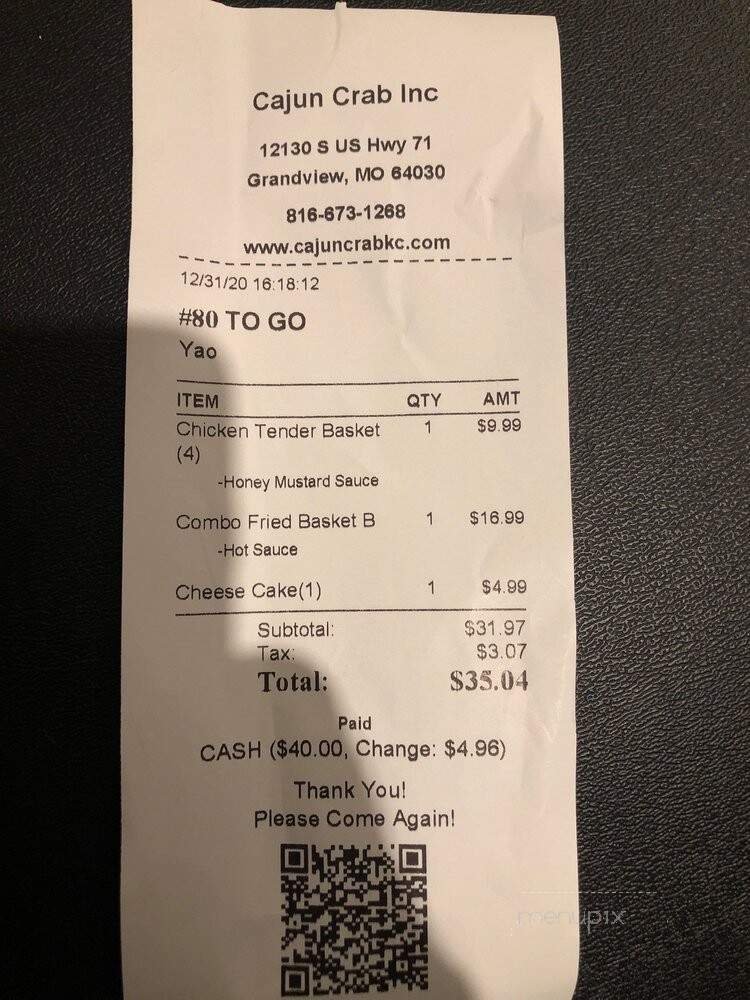 Cajun Crab Inc
12130 S US Hwy 71
Grandview, MO 64030
816-673-1268
www.cajuncrabkc.com
12/31/20 16:18:12
#80 TO GO
Yao
ITEM QTY AMT
Chicken Tender Basket 1 $9.99
(4)
-Honey Mustard Sauce
Combo Fried Basket B 1 $16.99
-Hot Sauce
Cheese Cake(1) 1 $4.99
Subtotal: $31.97
Tax: $3.07
Total: $35.04
Paid
CASH ($40.00, Change: $4.96)
Thank You!
Please Come Again!
menupix